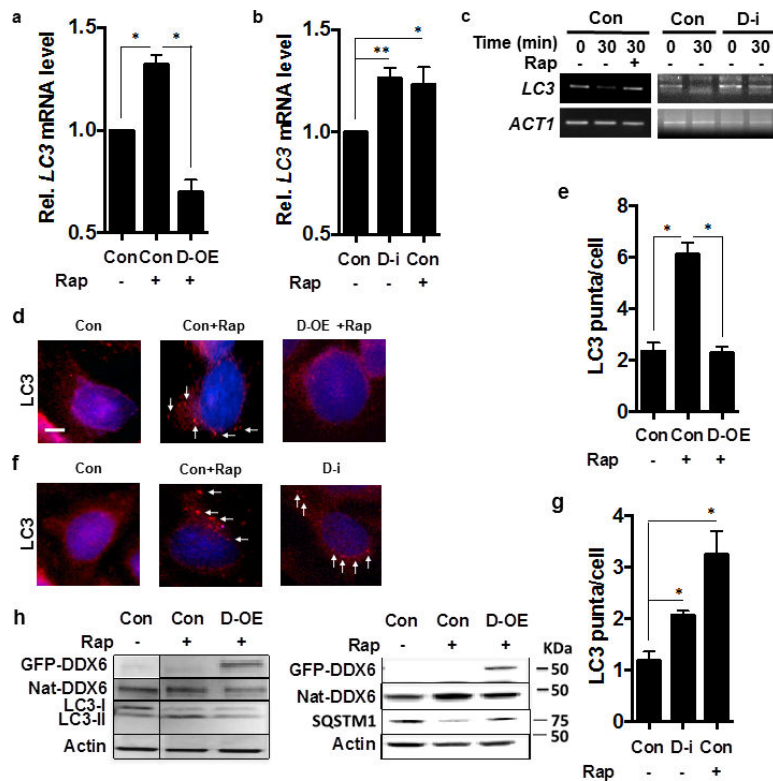 a
Rel. LC3 mRNA level
1.5
1.0
0.5
Con Con D-OE
Rap - + +
*
*
b
Rel. LC3 mRNA level
1.5
1.0
0.5
Con D-i Con
Rap +
**
*
c
Con Con D-i
Time (min) 0 30 30 0 30 0 30
Rap - - + - - - -
LC3
ACT1
d
Con Con+Rap D-OE +Rap
LC3
e
LC3 punta/cell
8
6
4
2
0
Con Con D-OE
Rap - + +
*
*
f
Con Con+Rap D-i
LC3
g
LC3 punta/cell
4
3
2
1
0
Con D-i Con
Rap +
*
*
h
Con Con D-OE
Rap - + +
GFP-DDX6
Nat-DDX6
LC3-I
LC3-II
Actin
Con Con D-OE
Rap - + + KDa
GFP-DDX6 50
Nat-DDX6 50
SQSTM1 75
Actin 50